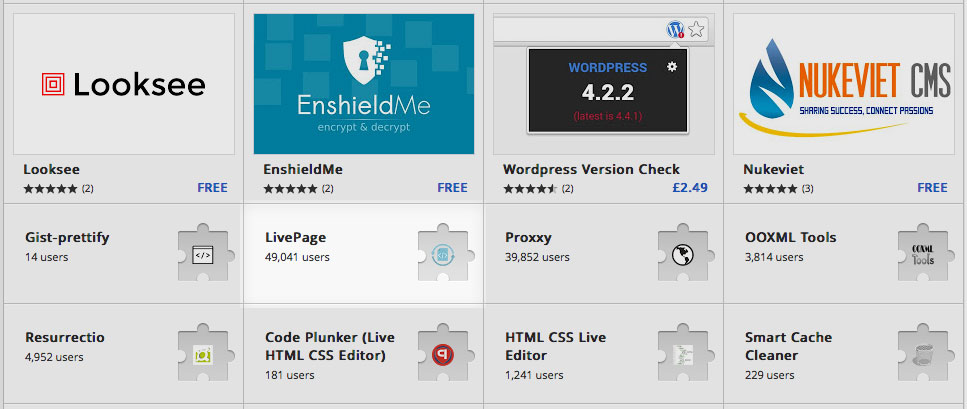 Looksee
EnshieldMe
encrypt & decrypt
WORDPRESS
4.2.2
(latest is 4.4.1)
NUKEVIET CMS
SHARING SUCCESS, CONNECT PASSIONS
Looksee
(2)
FREE
EnshieldMe
(2)
FREE
Wordpress Version Check
(2)
£2.49
Nukeviet
(3)
FREE
Gist-prettify
14 users
</>
LivePage
49,041 users
</>
Proxxy
39,852 users
OOXML Tools
3,814 users
OOXML
Tools
Resurrectio
4,952 users
Code Plunker (Live
HTML CSS Editor)
181 users
HTML CSS Live
Editor
1,241 users
Smart Cache
Cleaner
229 users